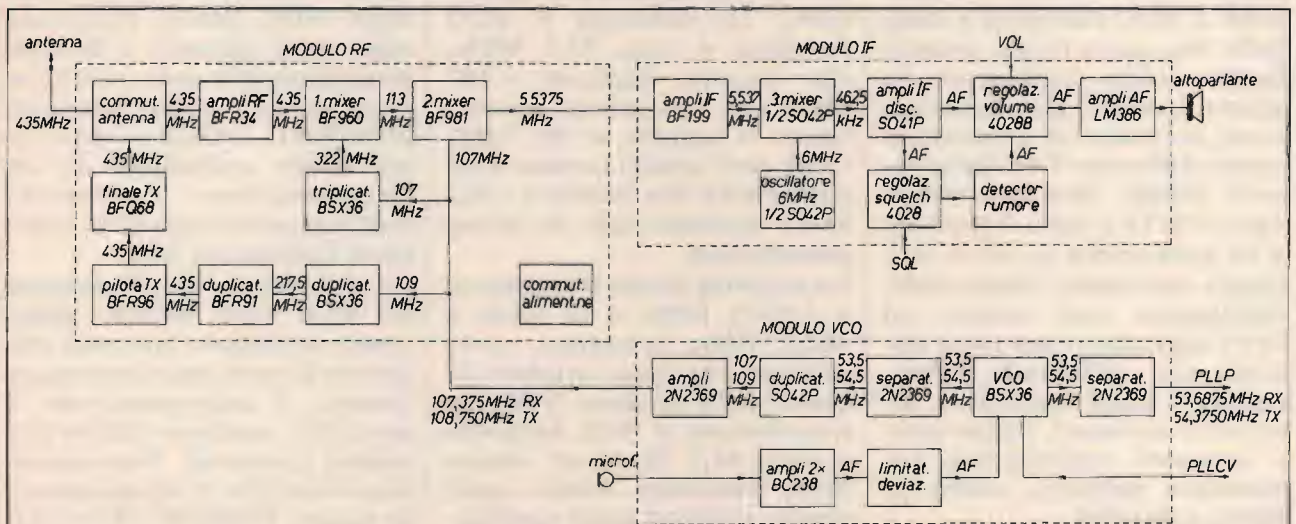 antenna
435MHz
MODULO RF
commut.
antenna
435
MHz
ampli RF
BFR34
435
MHz
1.mixer
BF960
113
MHz
2.mixer
BF981
5,5375
MHz
435 MHz
322 MHz
107MHz
finale TX
BFQ68
triplicat.
BSX36
107
MHz
435 MHz
pilota TX
BFR96
435
MHz
duplicat.
BFR91
217,5
MHz
duplicat.
BSX36
109
MHz
commut.
aliment.ne
MODULO IF
VOL
altoparlante
ampli IF
BF199
5,537
MHz
3.mixer
1/2 SO42P
462,5
kHz
ampli IF
disc.
SO41P
AF
regolaz.
volume
4028B
AF
ampli AF
LM386
6MHz
AF
AF
oscillatore
6MHz
1/2 SO42P
regolaz.
squelch
4028
detector
rumore
SQL
MODULO VCO
107,375MHz RX
108,750MHz TX
ampli
2N2369
107
109
MHz
duplicat.
SO42P
53,5
54,5
MHz
separat.
2N2369
53,5
54,5
MHz
VCO
BSX36
53,5
54,5
MHz
separat.
2N2369
PLLP
53,6875MHz RX
54,3750MHz TX
microf.
ampli 2×
BC238
AF
limitat.
deviaz.
AF
PLLCV